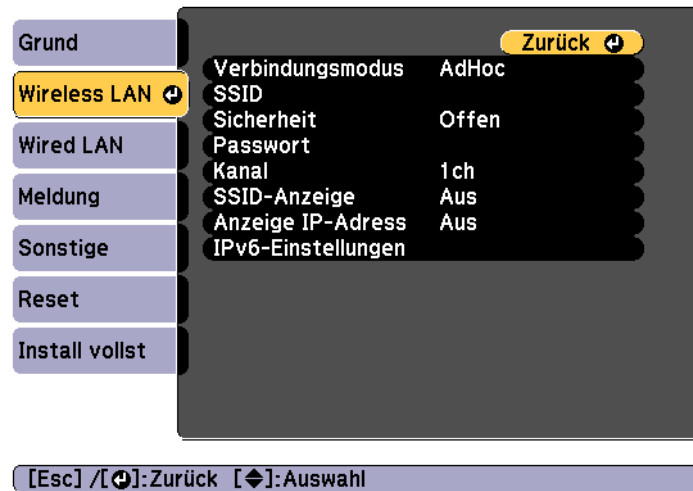 Grund
Wireless LAN
Wired LAN
Meldung
Sonstige
Reset
Install vollst
Zurück
Verbindungsmodus AdHoc
SSID
Sicherheit Offen
Passwort
Kanal 1ch
SSID-Anzeige Aus
Anzeige IP-Adress Aus
IPv6-Einstellungen
[Esc] /[⏎]:Zurück [◆]:Auswahl